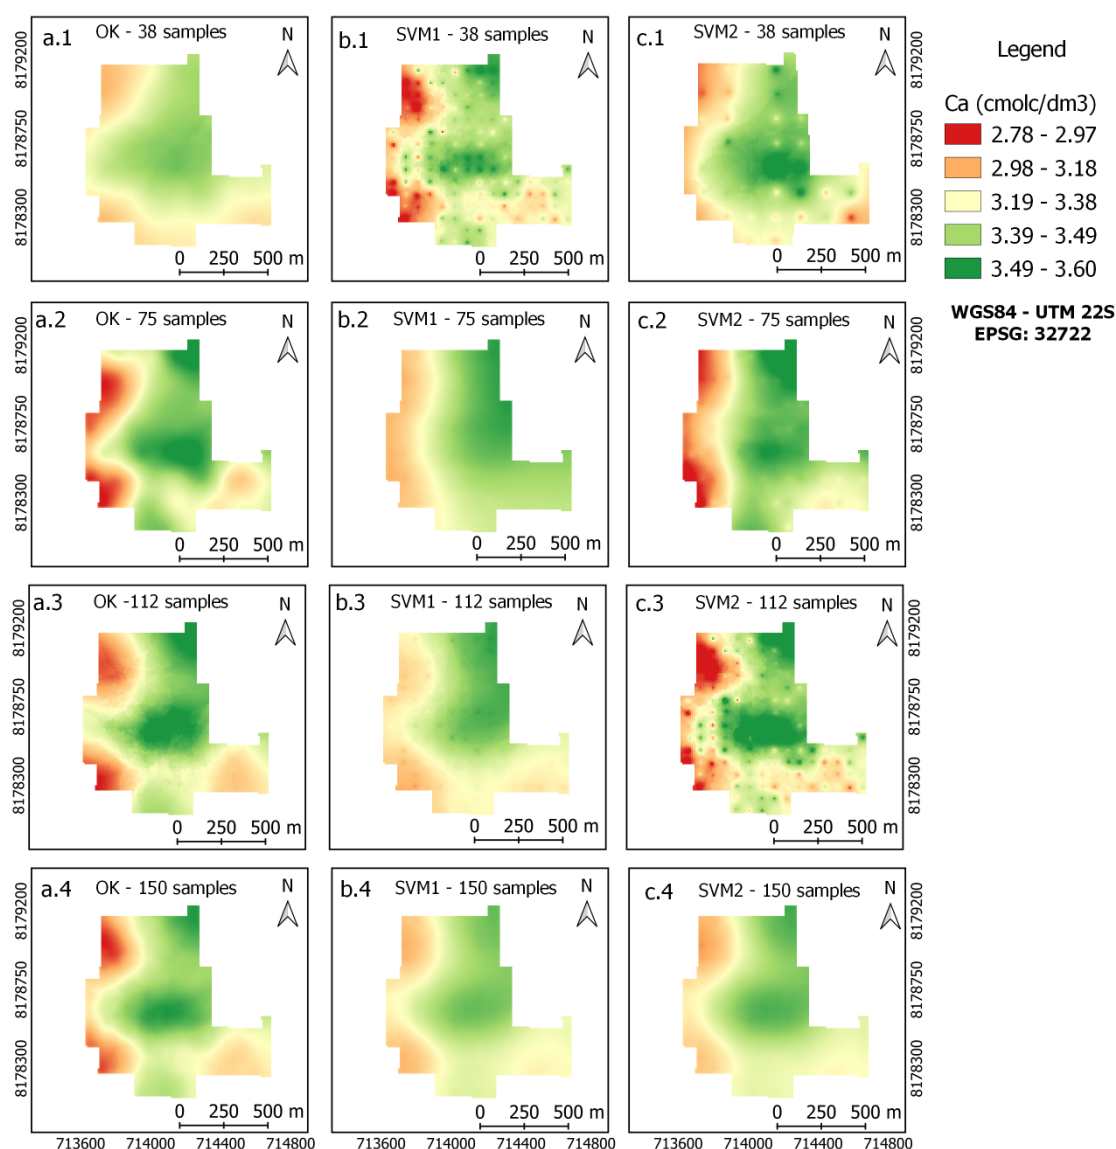 a.1 OK - 38 samples N
b.1 SVM1 - 38 samples N
c.1 SVM2 - 38 samples N
8179200
8178750
8178300
0 250 500 m
0 250 500 m
0 250 500 m
8179200
8178750
8178300
Legend
Ca (cmolc/dm3)
2.78 - 2.97
2.98 - 3.18
3.19 - 3.38
3.39 - 3.49
3.49 - 3.60
WGS84 - UTM 22S
EPSG: 32722
a.2 OK - 75 samples N
b.2 SVM1 - 75 samples N
c.2 SVM2 - 75 samples N
8179200
8178750
8178300
0 250 500 m
0 250 500 m
0 250 500 m
8179200
8178750
8178300
a.3 OK -112 samples N
b.3 SVM1 - 112 samples N
c.3 SVM2 - 112 samples N
8179200
8178750
8178300
0 250 500 m
0 250 500 m
0 250 500 m
8179200
8178750
8178300
a.4 OK - 150 samples N
b.4 SVM1 - 150 samples N
c.4 SVM2 - 150 samples N
8179200
8178750
8178300
0 250 500 m
0 250 500 m
0 250 500 m
8179200
8178750
8178300
713600 714000 714400 714800
713600 714000 714400 714800
713600 714000 714400 714800